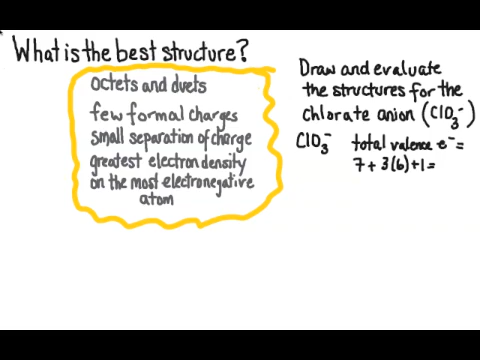 What is the best structure?
octets and duets
few formal charges
small separation of charge
greatest electron density
on the most electronegative
atom
Draw and evaluate
the structures for the
chlorate anion (ClO₃⁻)
ClO₃⁻ total valence e⁻=
7 + 3(6) + 1 =